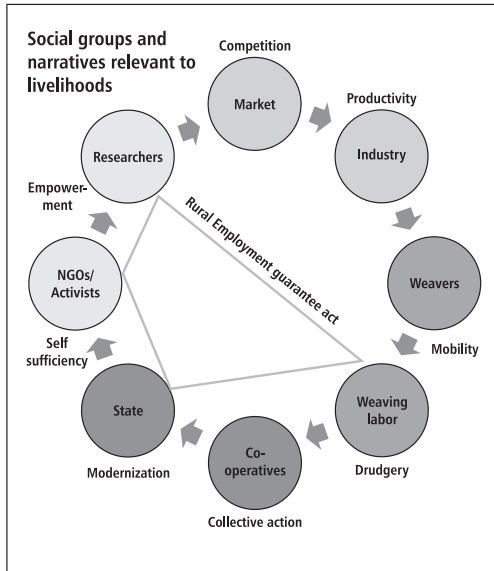 Social groups and
narratives relevant to
livelihoods
Competition
Market
Productivity
Industry
Weavers
Mobility
Weaving
labor
Drudgery
Co-
operatives
Collective action
State
Modernization
NGOs/
Activists
Self
sufficiency
Researchers
Empower-
ment
Rural Employment guarantee act